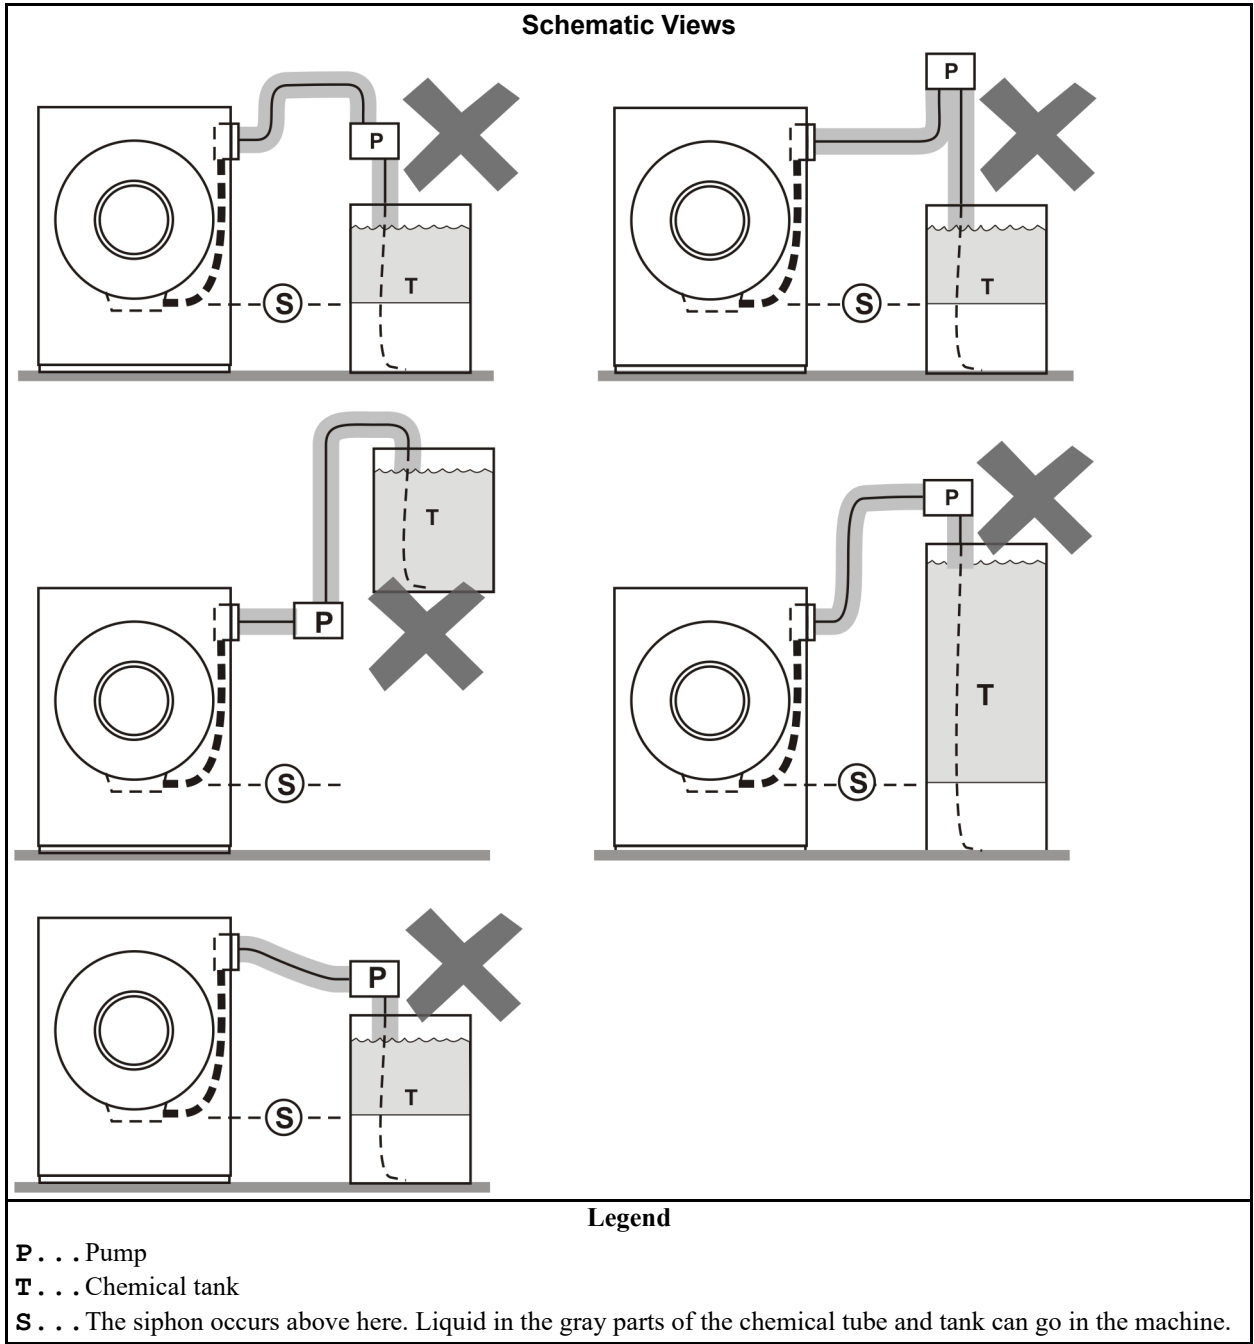 Schematic Views
P
T
S
P
T
S
T
P
S
P
T
S
P
T
S
Legend
P...Pump
T...Chemical tank
S...The siphon occurs above here. Liquid in the gray parts of the chemical tube and tank can go in the machine.